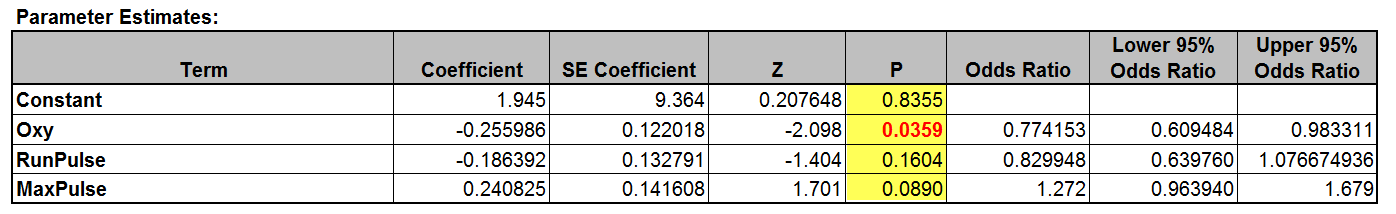 Parameter Estimates:
Term Coefficient SE Coefficient Z P Odds Ratio Lower 95% Odds Ratio Upper 95% Odds Ratio
Constant 1.945 9.364 0.207648 0.8355
Oxy -0.255986 0.122018 -2.098 0.0359 0.774153 0.609484 0.983311
RunPulse -0.186392 0.132791 -1.404 0.1604 0.829948 0.639760 1.076674936
MaxPulse 0.240825 0.141608 1.701 0.0890 1.272 0.963940 1.679